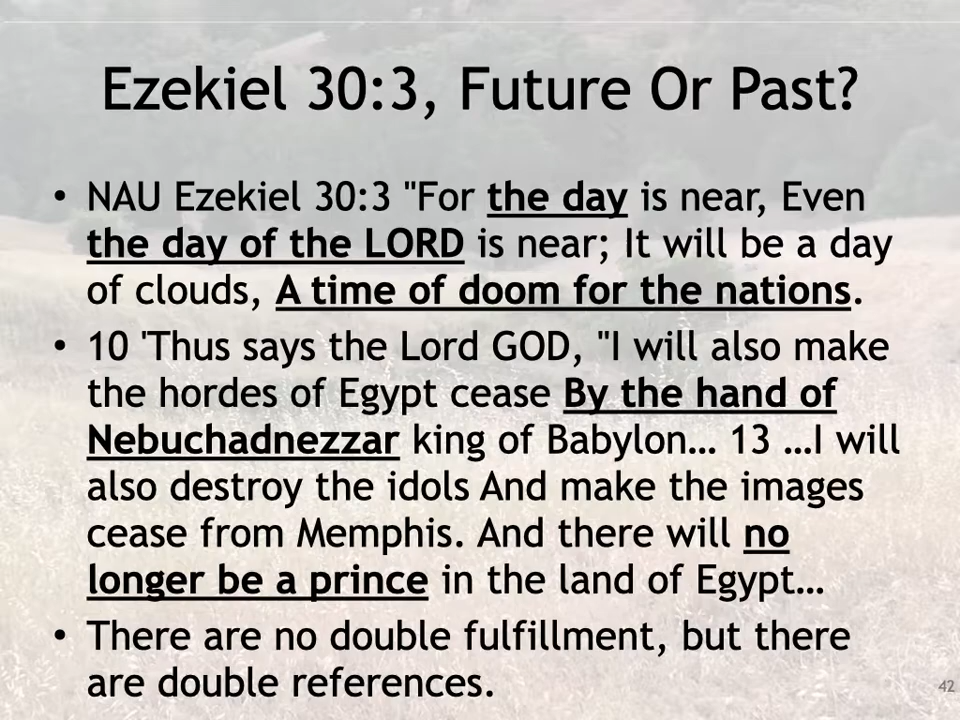 Ezekiel 30:3, Future Or Past?
• NAU Ezekiel 30:3 "For the day is near, Even
the day of the LORD is near; It will be a day
of clouds, A time of doom for the nations.
• 10 'Thus says the Lord GOD, "I will also make
the hordes of Egypt cease By the hand of
Nebuchadnezzar king of Babylon… 13 …I will
also destroy the idols And make the images
cease from Memphis. And there will no
longer be a prince in the land of Egypt…
• There are no double fulfillment, but there
are double references.
42